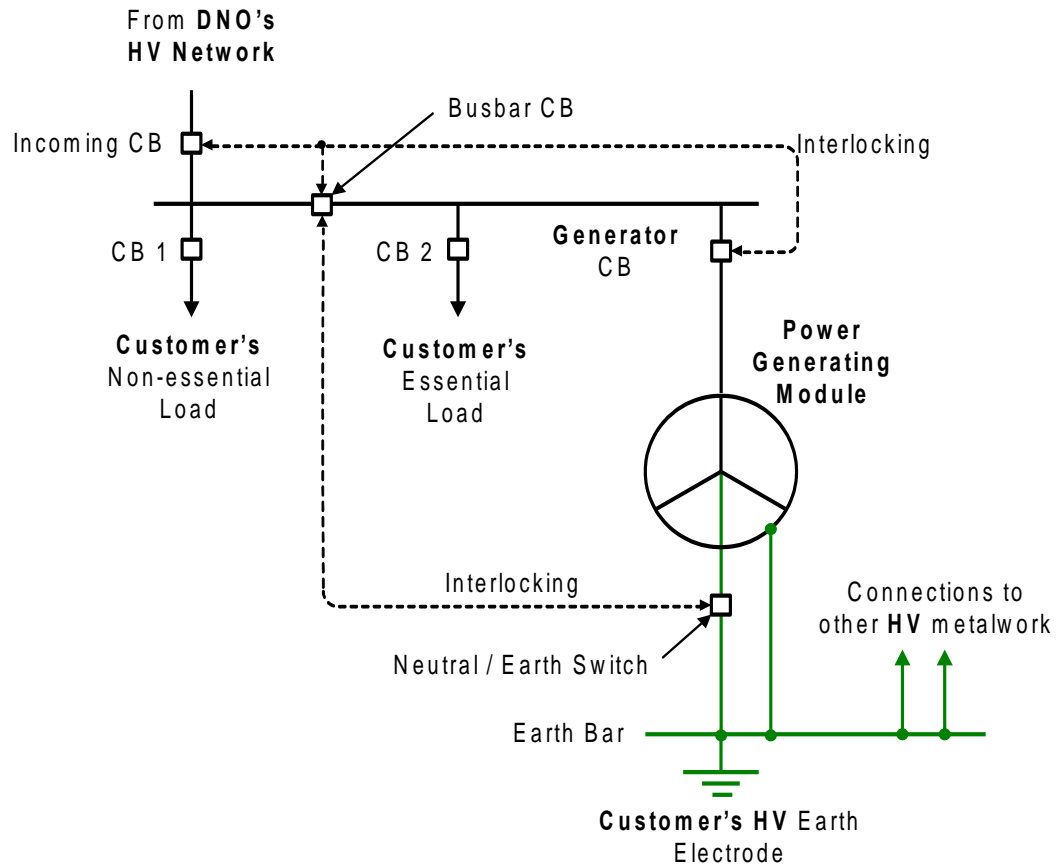 From DNO's
HV Network
Busbar CB
Incoming CB
Interlocking
CB 1
CB 2
Generator
CB
Customer's
Non-essential
Load
Customer's
Essential
Load
Power
Generating
Module
Interlocking
Connections to
other HV metalwork
Neutral / Earth Switch
Earth Bar
Customer's HV Earth
Electrode